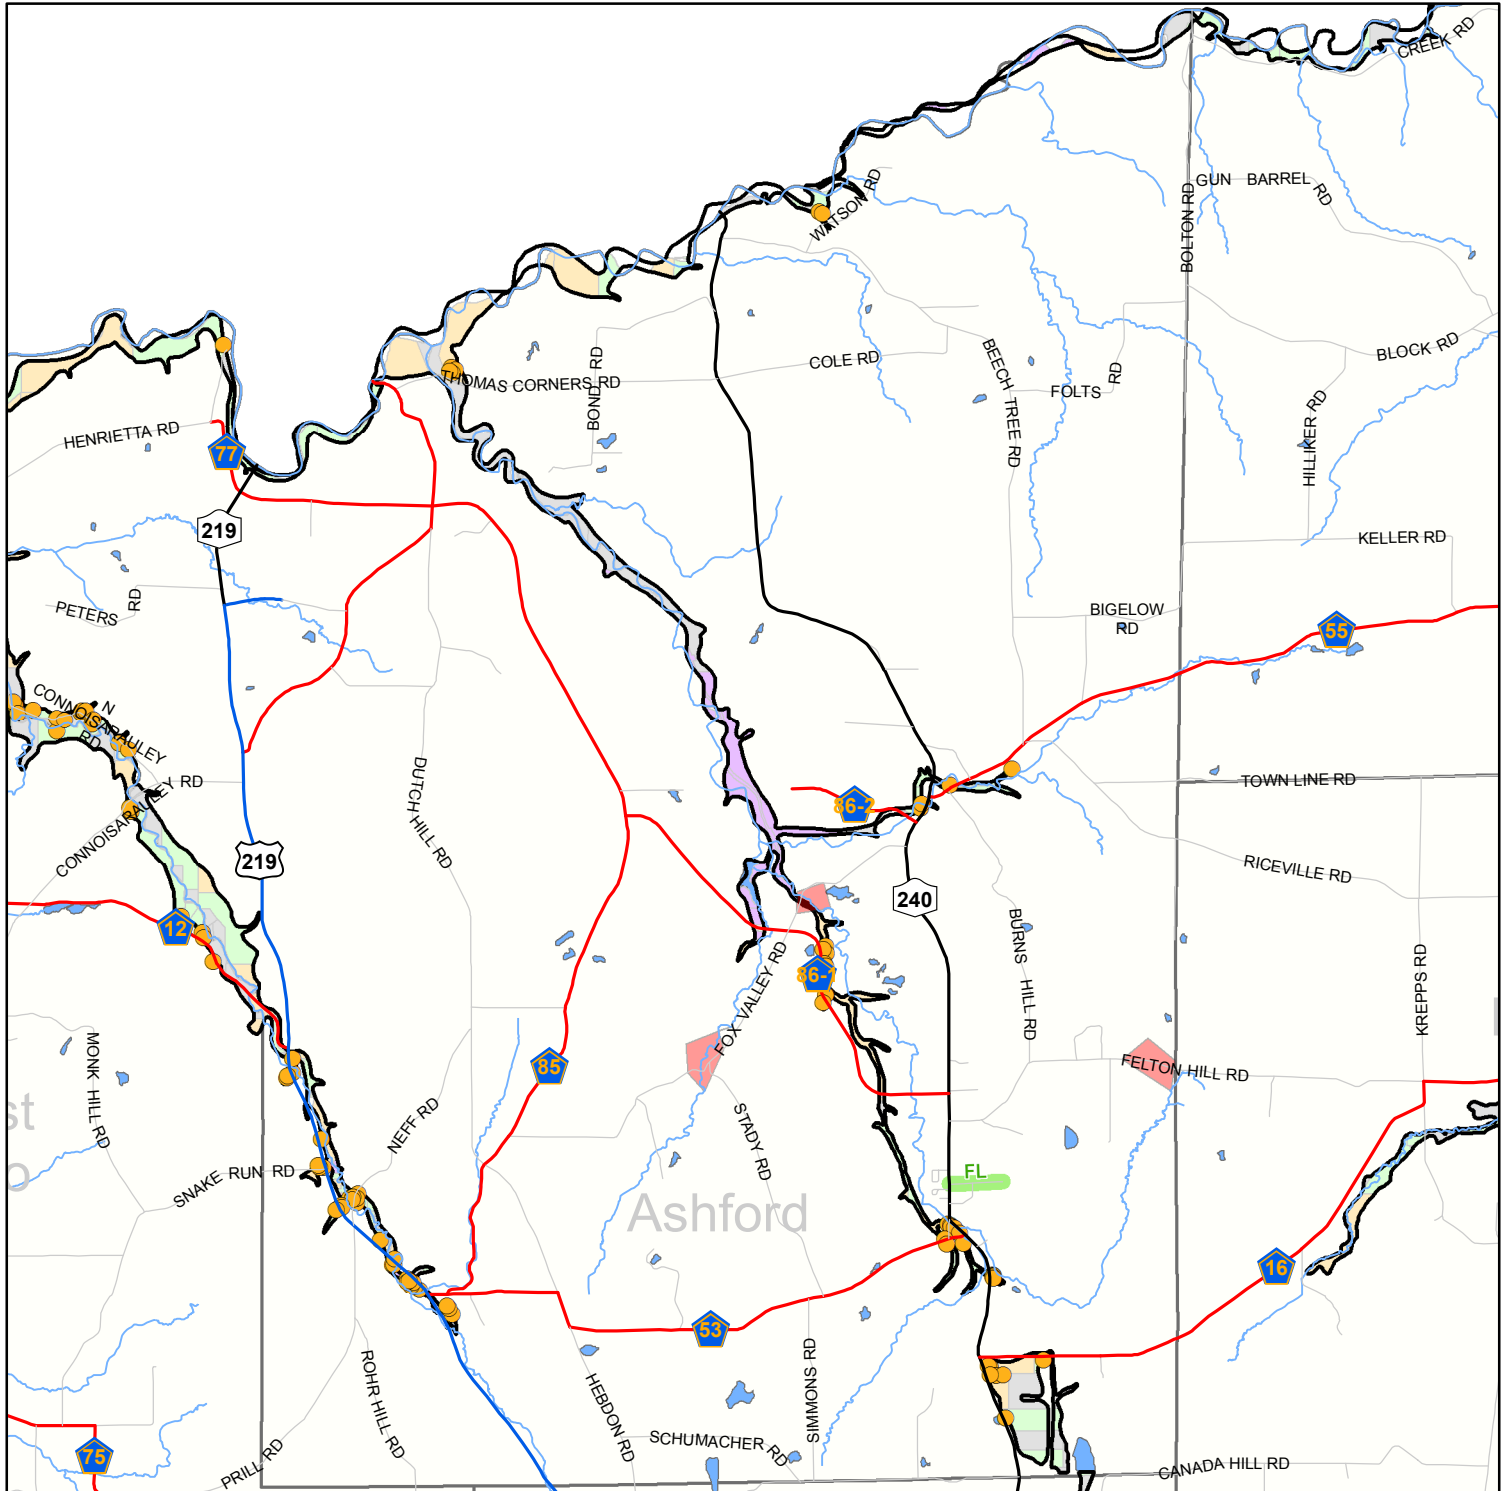 CREEK RD
GUN BARREL RD
WATSON RD
BOLTON RD
BLOCK RD
COLE RD
BOND RD
THOMAS CORNERS RD
BEECH TREE RD
FOLTS RD
HILLIKER RD
HENRIETTA RD
77
219
KELLER RD
PETERS RD
BIGELOW
RD
55
N
CONNOISARAULEY
RD
CONNOISARAULEY RD
DUTCH HILL RD
TOWN LINE RD
86-2
219
RICEVILLE RD
240
12
BURNS HILL RD
FOX VALLEY RD
86-1
KREPPS RD
MONK HILL RD
85
FELTON HILL RD
st
o
NEFF RD
STADY RD
SNAKE RUN RD
FL
Ashford
16
53
ROHR HILL RD
HEBDON RD
SIMMONS RD
SCHUMACHER RD
75
PRILL RD
CANADA HILL RD